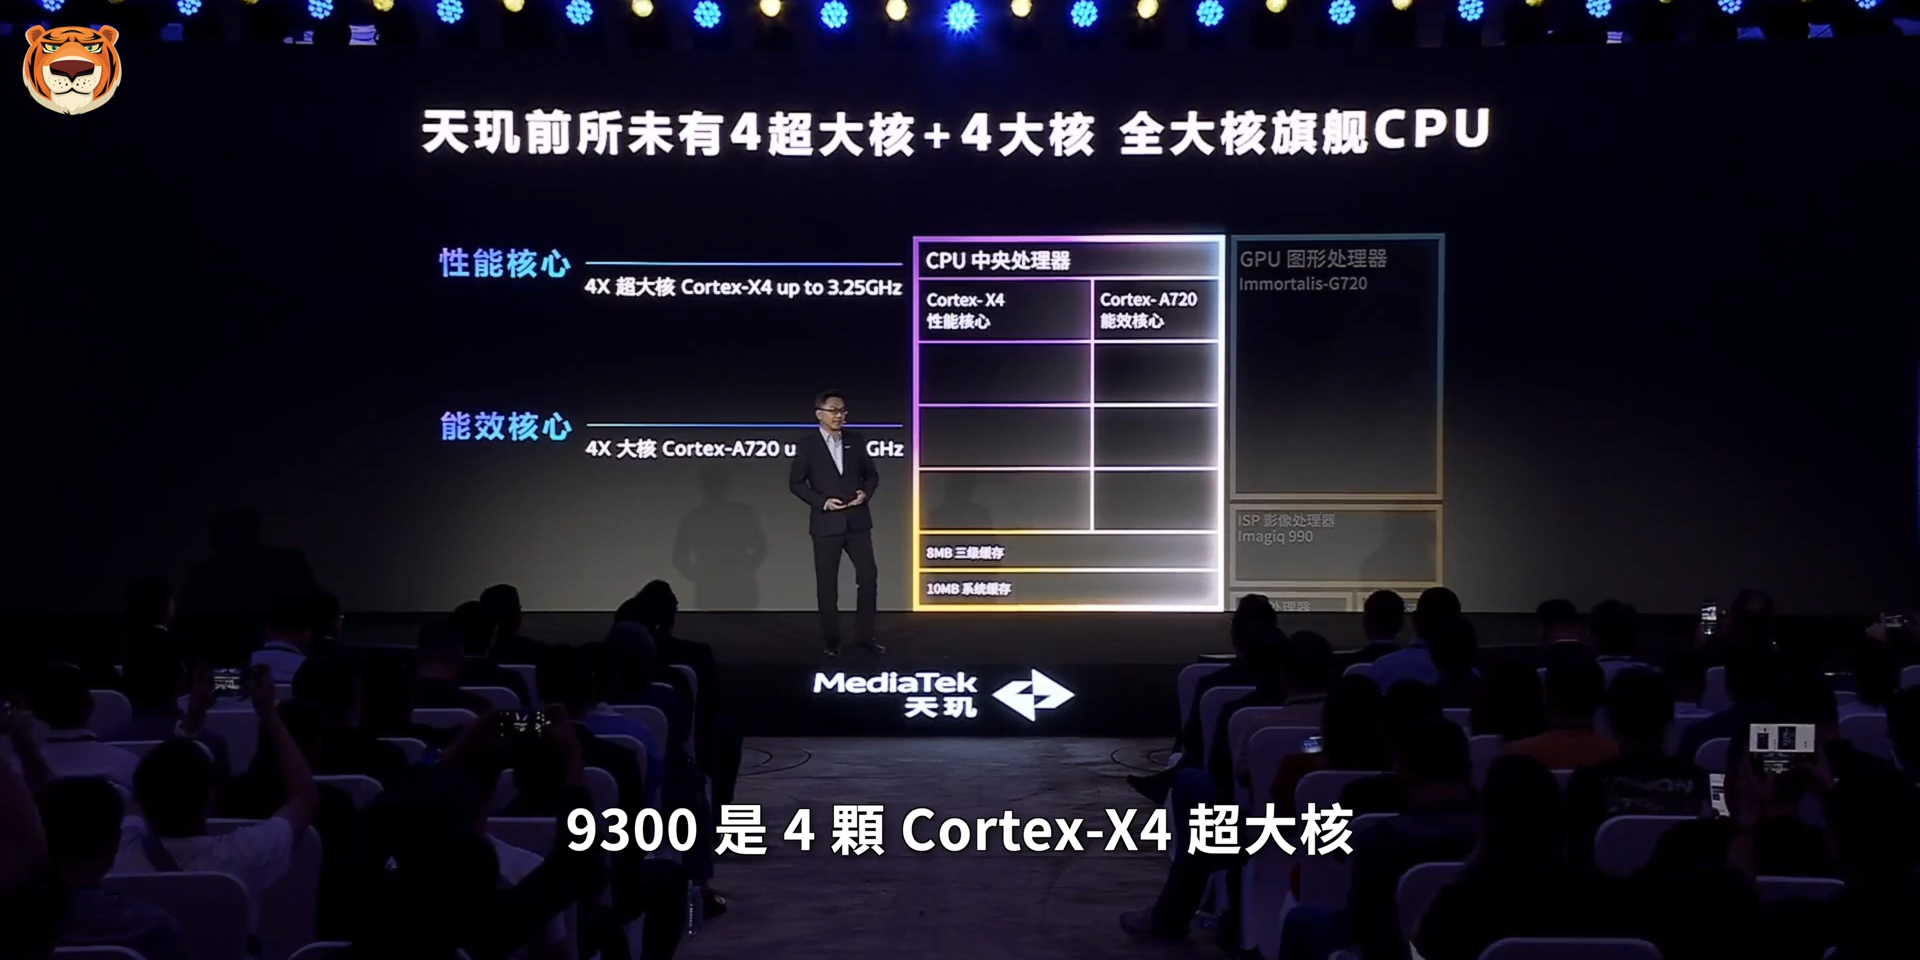 天玑前所未有4超大核+4大核 全大核旗舰CPU
性能核心
4X 超大核 Cortex-X4 up to 3.25GHz
能效核心
4X 大核 Cortex-A720 u GHz
CPU 中央处理器
Cortex- X4
性能核心
Cortex- A720
能效核心
8MB 三级缓存
10MB 系统缓存
GPU 图形处理器
Immortalis-G720
ISP 影像处理器
Imagiq 990
处理器
MediaTek
天玑
9300 是 4 顆 Cortex-X4 超大核